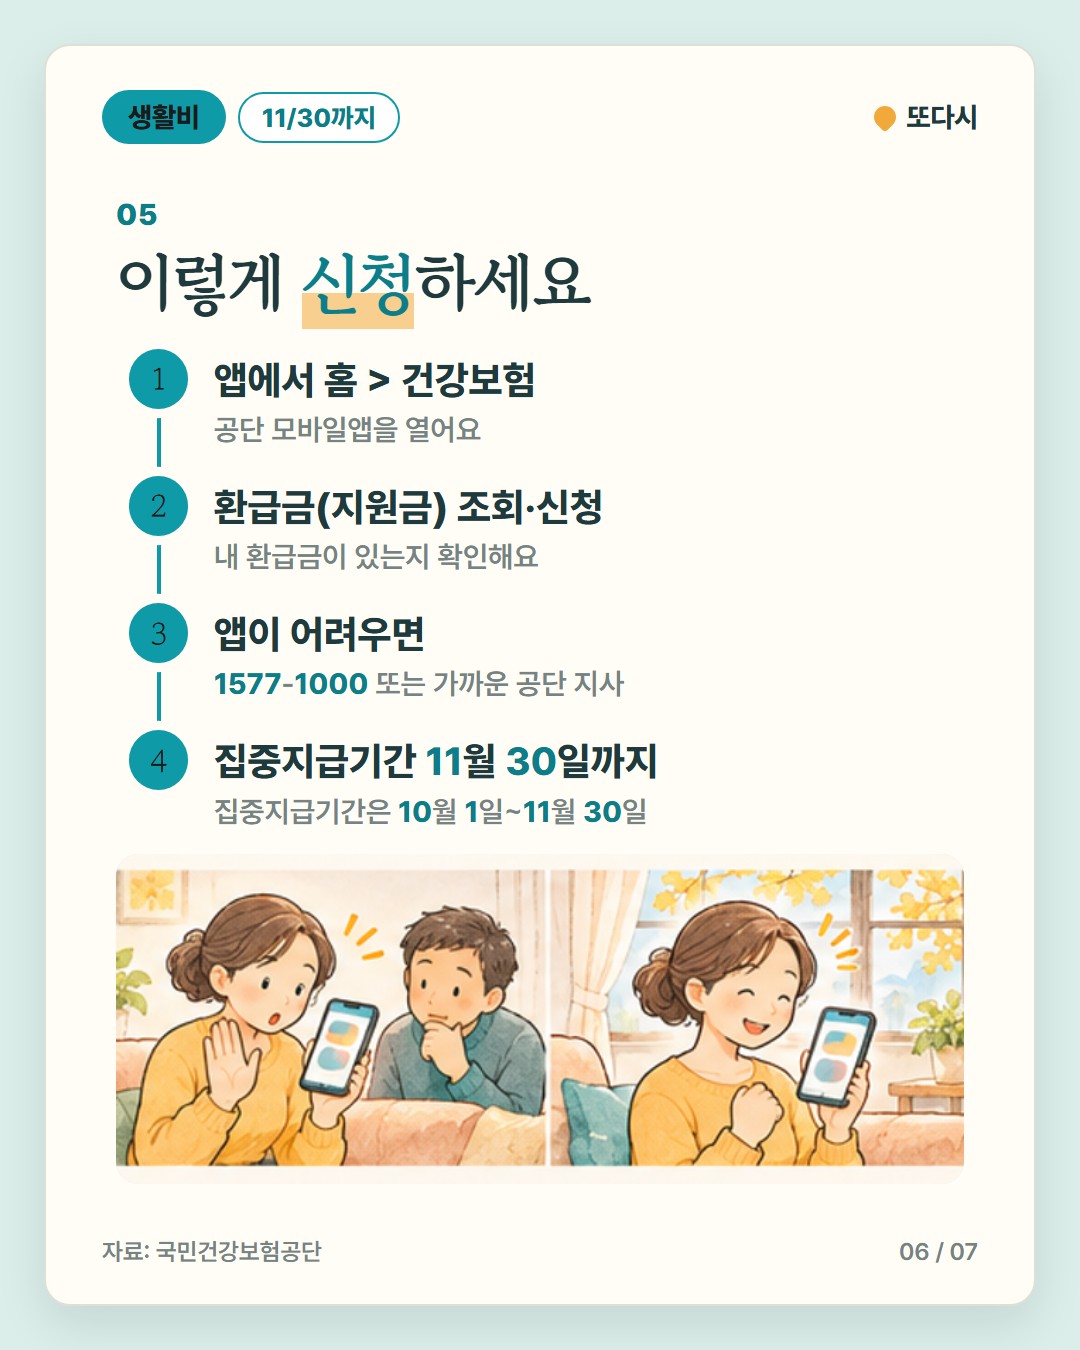 생활비
11/30까지
또다시
05
이렇게 신청하세요
1
앱에서 홈 > 건강보험
공단 모바일앱을 열어요
2
환급금(지원금) 조회·신청
내 환급금이 있는지 확인해요
3
앱이 어려우면
1577-1000 또는 가까운 공단 지사
4
집중지급기간 11월 30일까지
집중지급기간은 10월 1일~11월 30일
자료: 국민건강보험공단
06 / 07